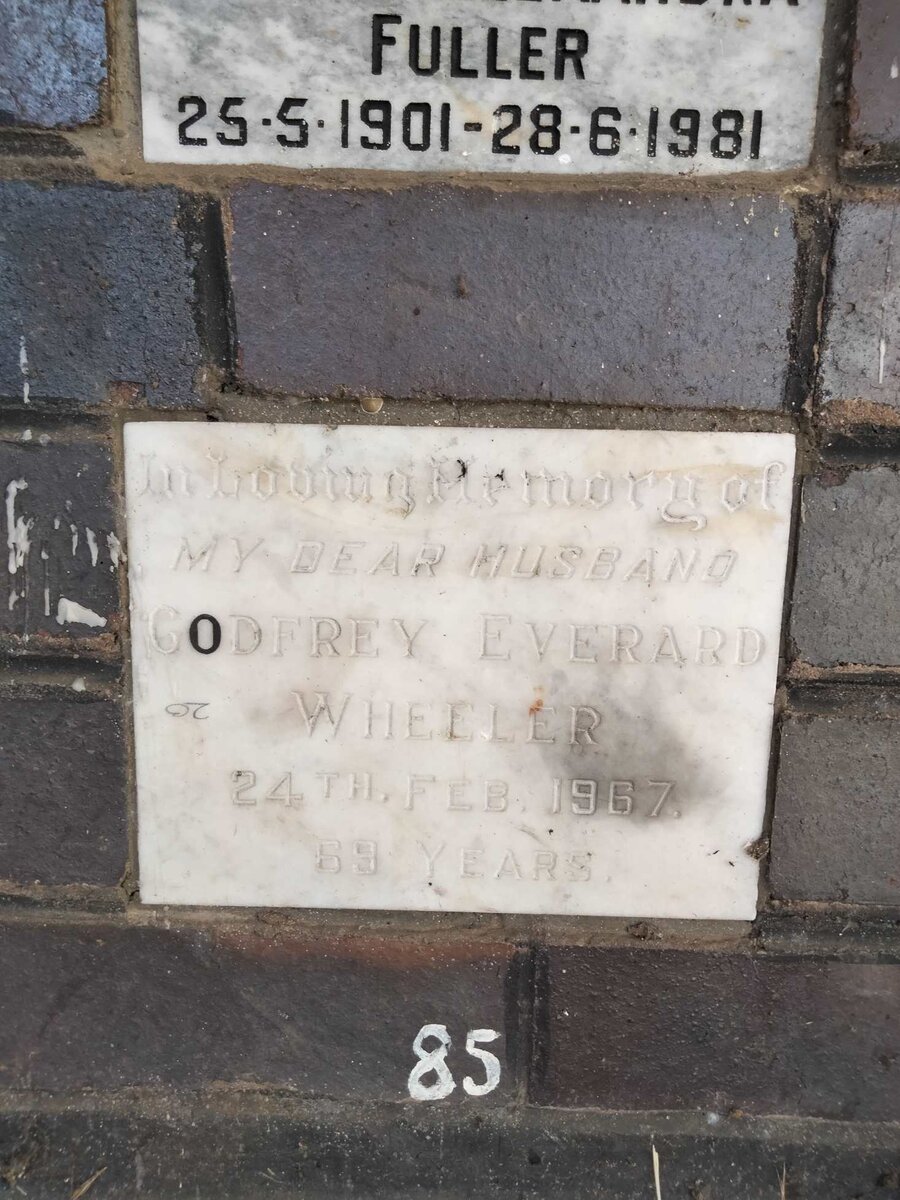 FULLER
25·5·1901-28·6·1981
In Loving Memory of
MY DEAR HUSBAND
GODFREY EVERARD
WHEELER
24TH. FEB. 1967.
69 YEARS.
85